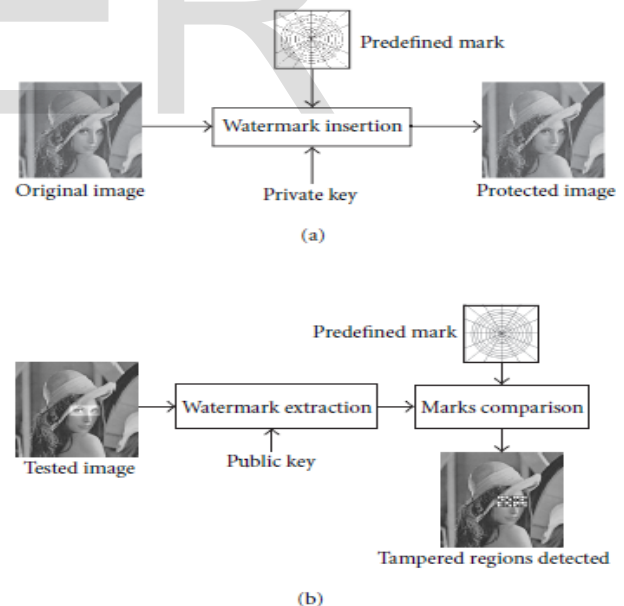 ER
Predefined mark
Watermark insertion
Original image
Private key
Protected image
(a)
Predefined mark
Watermark extraction
Marks comparison
Tested image
Public key
Tampered regions detected
(b)